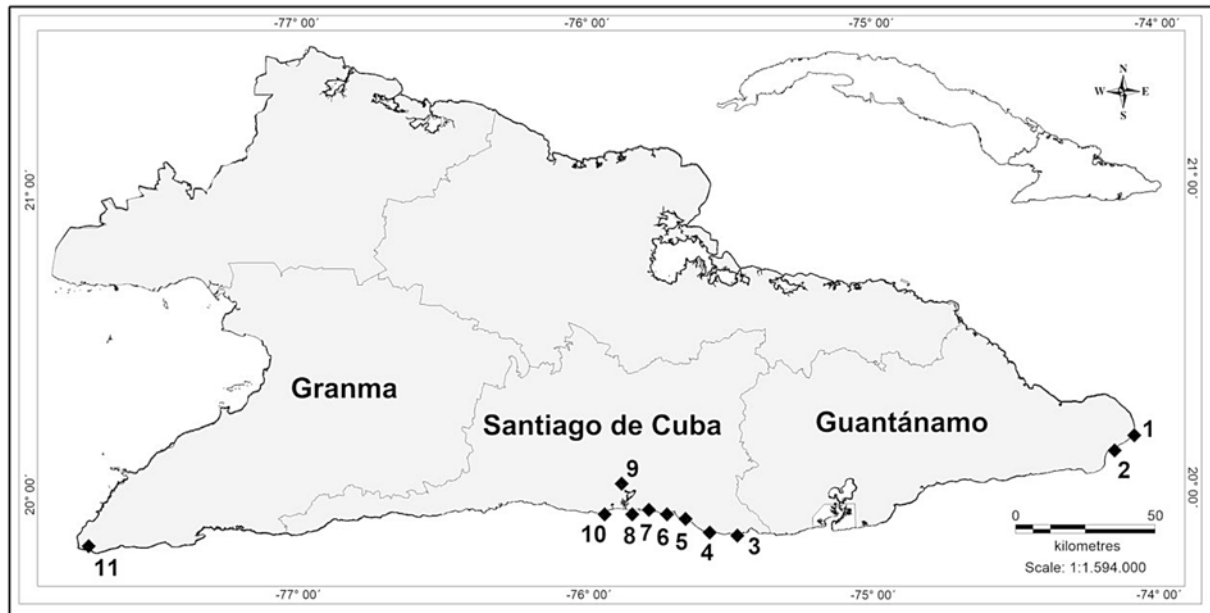 -77° 00´ -76° 00´ -75° 00´ -74° 00´
N
W E
S
21° 00´ 21° 00´
Granma
Santiago de Cuba
Guantánamo
1
2
9
20° 00´ 20° 00´
10 8 7 6 5 4 3
11
0 50
kilometres
Scale: 1:1.594.000
-77° 00´ -76° 00´ -75° 00´ -74° 00´